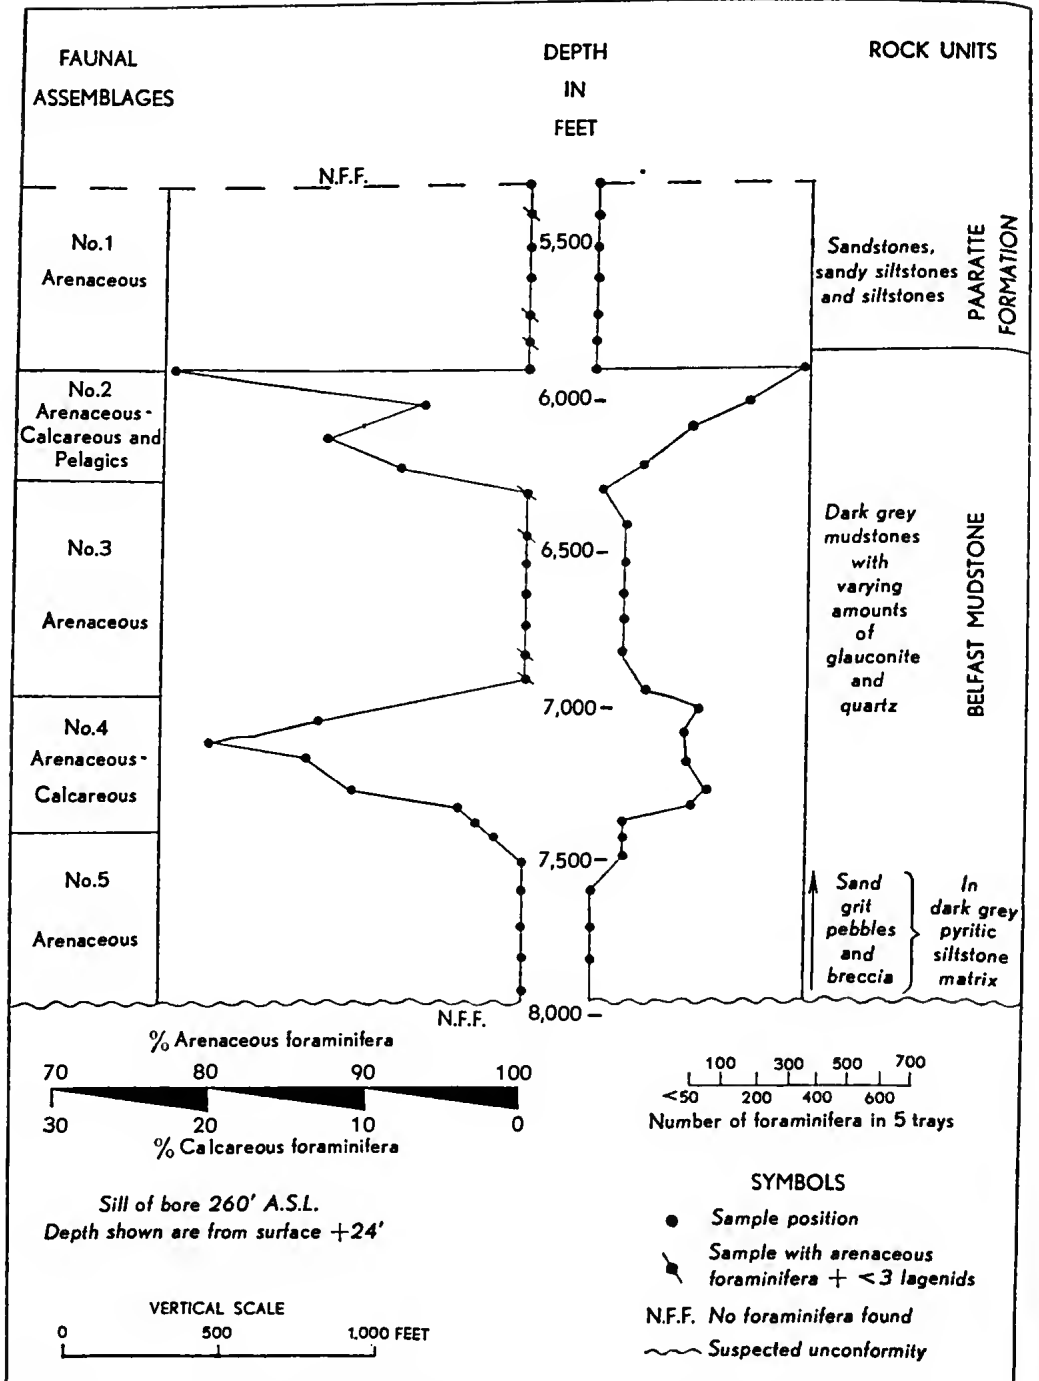 FAUNAL
ASSEMBLAGES
DEPTH
IN
FEET
ROCK UNITS
N.F.F.
No.1
Arenaceous
5,500
Sandstones,
sandy siltstones
and siltstones
PAARATTE
FORMATION
No.2
Arenaceous-
Calcareous and
Pelagics
6,000
No.3
Arenaceous
6,500
Dark grey
mudstones
with
varying
amounts
of
glauconite
and
quartz
BELFAST MUDSTONE
No.4
Arenaceous-
Calcareous
7,000
No.5
Arenaceous
7,500
Sand
grit
pebbles
and
breccia
In
dark grey
pyritic
siltstone
matrix
N.F.F.
8,000
% Arenaceous foraminifera
70 80 90 100
30 20 10 0
% Calcareous foraminifera
100 300 500 700
<50 200 400 600
Number of foraminifera in 5 trays
Sill of bore 260' A.S.L.
Depth shown are from surface +24'
VERTICAL SCALE
0 500 1,000 FEET
SYMBOLS
Sample position
Sample with arenaceous
foraminifera + <3 lagenids
N.F.F. No foraminifera found
Suspected unconformity